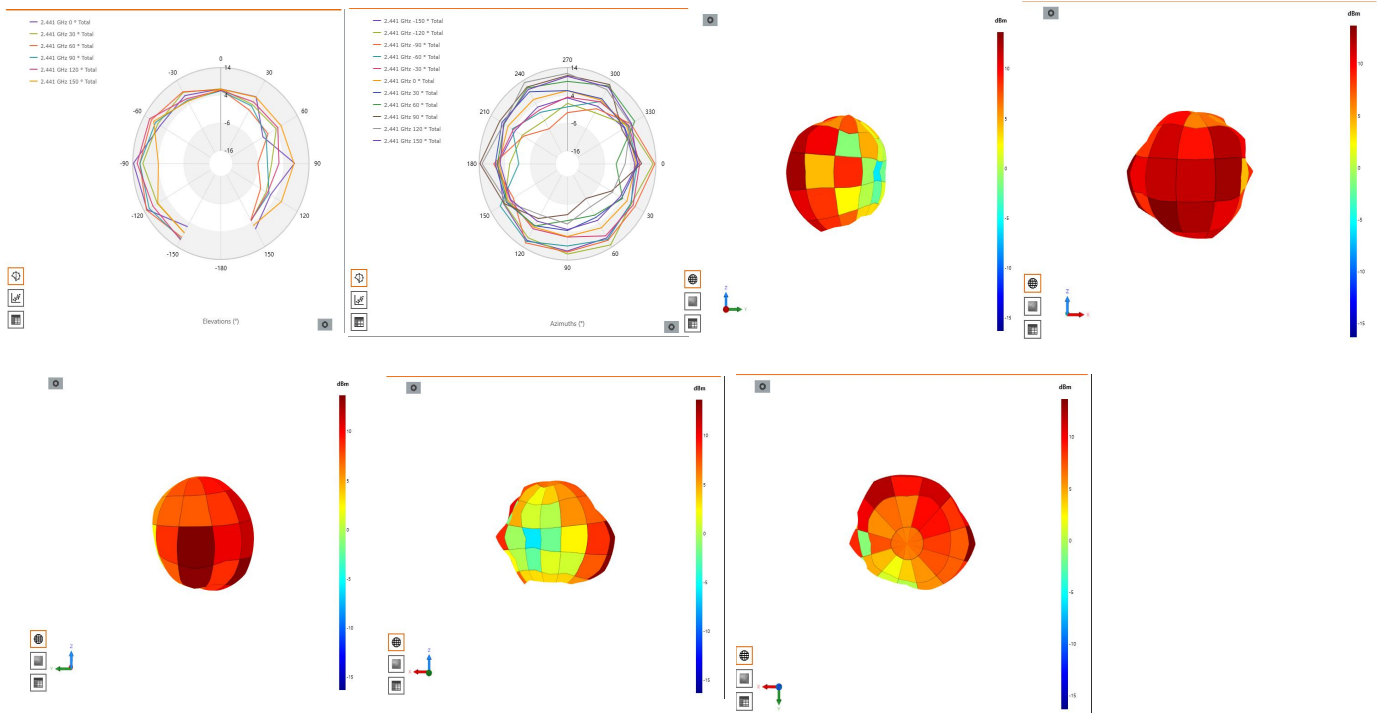 2.441 GHz 0 * Total
2.441 GHz 30 * Total
2.441 GHz 60 * Total
2.441 GHz 90 * Total
2.441 GHz 120 * Total
2.441 GHz 150 * Total
0
14
-30
30
4
-60
60
-6
-16
-90
90
-120
120
-150
150
-180
Elevations (°)
2.441 GHz -150 * Total
2.441 GHz -120 * Total
2.441 GHz -90 * Total
2.441 GHz -60 * Total
2.441 GHz -30 * Total
2.441 GHz 0 * Total
2.441 GHz 30 * Total
2.441 GHz 60 * Total
2.441 GHz 90 * Total
2.441 GHz 120 * Total
2.441 GHz 150 * Total
270
14
240
300
4
210
330
-6
-16
180
0
150
30
120
60
90
Azimuths (°)
dBm
10
5
0
-5
-10
-15
Z
Y
dBm
10
5
0
-5
-10
-15
Z
X
dBm
10
5
0
-5
-10
-15
Z
Y
dBm
10
5
0
-5
-10
-15
Z
X
dBm
10
5
0
-5
-10
-15
X
Y